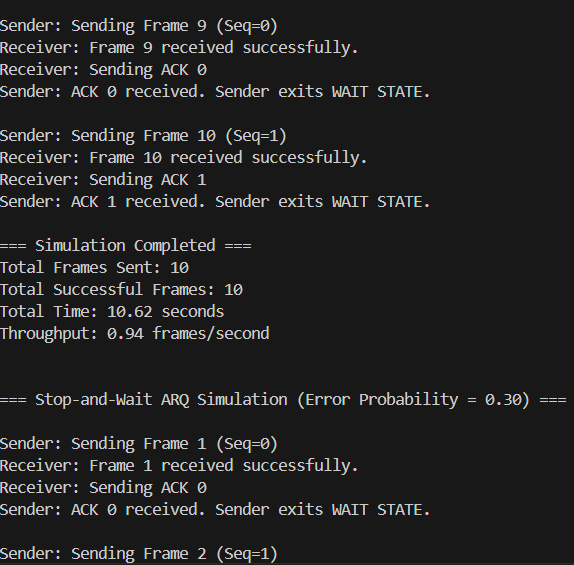 Sender: Sending Frame 9 (Seq=0)
Receiver: Frame 9 received successfully.
Receiver: Sending ACK 0
Sender: ACK 0 received. Sender exits WAIT STATE.
Sender: Sending Frame 10 (Seq=1)
Receiver: Frame 10 received successfully.
Receiver: Sending ACK 1
Sender: ACK 1 received. Sender exits WAIT STATE.
=== Simulation Completed ===
Total Frames Sent: 10
Total Successful Frames: 10
Total Time: 10.62 seconds
Throughput: 0.94 frames/second
=== Stop-and-Wait ARQ Simulation (Error Probability = 0.30) ===
Sender: Sending Frame 1 (Seq=0)
Receiver: Frame 1 received successfully.
Receiver: Sending ACK 0
Sender: ACK 0 received. Sender exits WAIT STATE.
Sender: Sending Frame 2 (Seq=1)